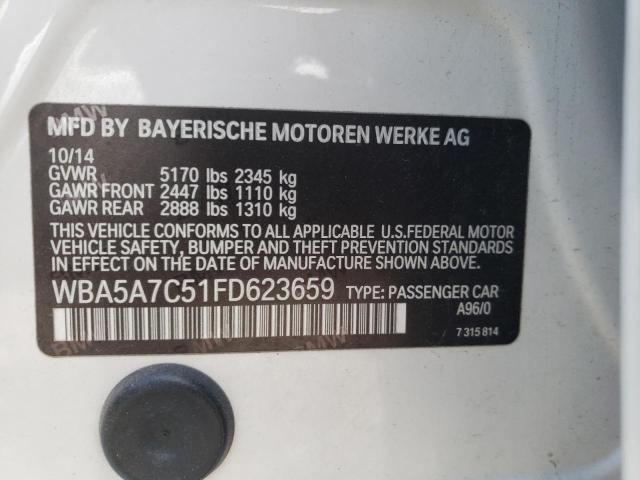 MFD BY BAYERISCHE MOTOREN WERKE AG
10/14
GVWR 5170 lbs 2345 kg
GAWR FRONT 2447 lbs 1110 kg
GAWR REAR 2888 lbs 1310 kg
THIS VEHICLE CONFORMS TO ALL APPLICABLE U.S.FEDERAL MOTOR
VEHICLE SAFETY, BUMPER AND THEFT PREVENTION STANDARDS
IN EFFECT ON THE DATE OF MANUFACTURE SHOWN ABOVE.
WBA5A7C51FD623659 TYPE: PASSENGER CAR
A96/0
7 315 814